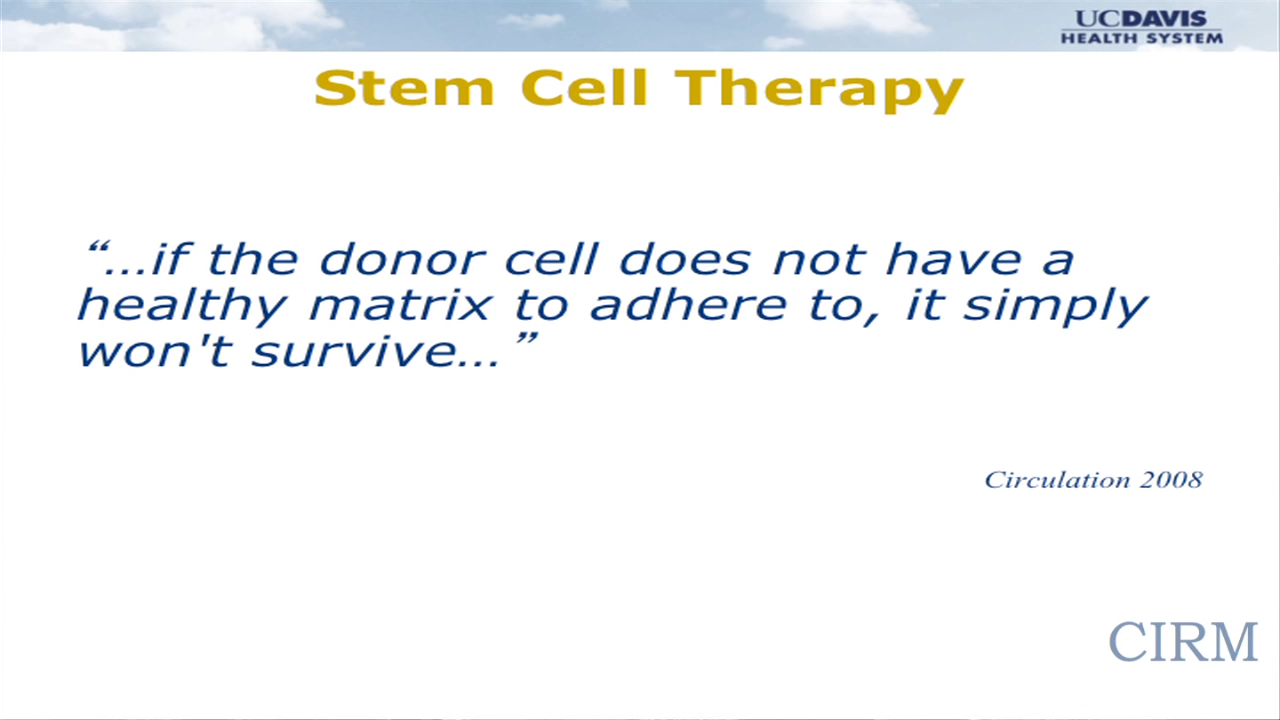 UCDAVIS
HEALTH SYSTEM
Stem Cell Therapy
“…if the donor cell does not have a
healthy matrix to adhere to, it simply
won't survive…”
Circulation 2008
CIRM